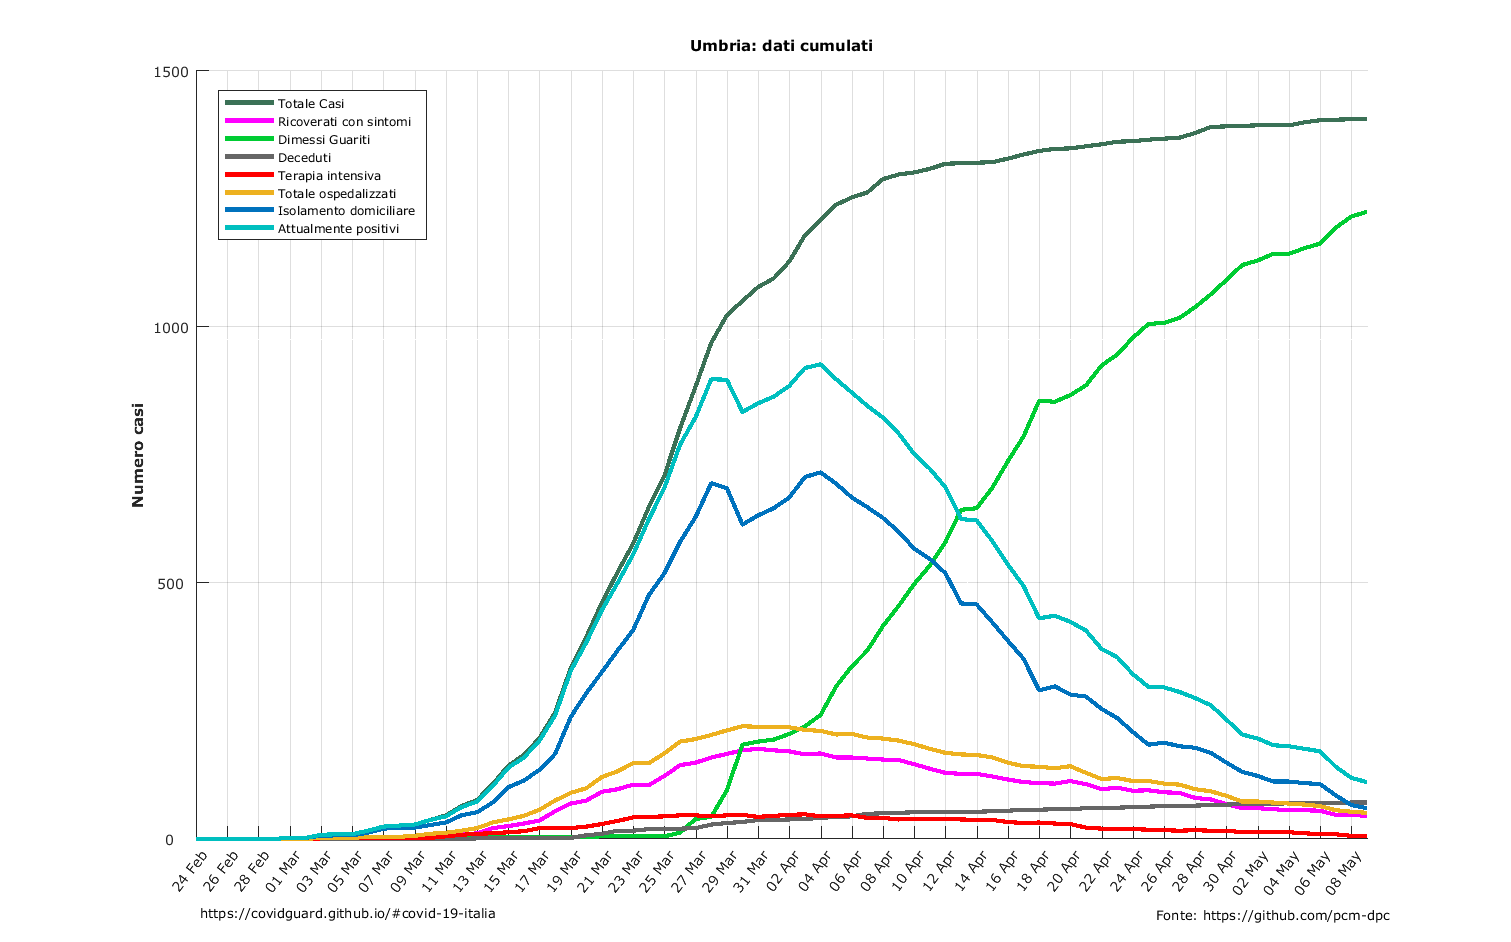 Umbria: dati cumulati
1500
1000
500
0
Numero casi
Totale Casi
Ricoverati con sintomi
Dimessi Guariti
Deceduti
Terapia intensiva
Totale ospedalizzati
Isolamento domiciliare
Attualmente positivi
24 Feb
26 Feb
28 Feb
01 Mar
03 Mar
05 Mar
07 Mar
09 Mar
11 Mar
13 Mar
15 Mar
17 Mar
19 Mar
21 Mar
23 Mar
25 Mar
27 Mar
29 Mar
31 Mar
02 Apr
04 Apr
06 Apr
08 Apr
10 Apr
12 Apr
14 Apr
16 Apr
18 Apr
20 Apr
22 Apr
24 Apr
26 Apr
28 Apr
30 Apr
02 May
04 May
06 May
08 May
https://covidguard.github.io/#covid-19-italia
Fonte: https://github.com/pcm-dpc